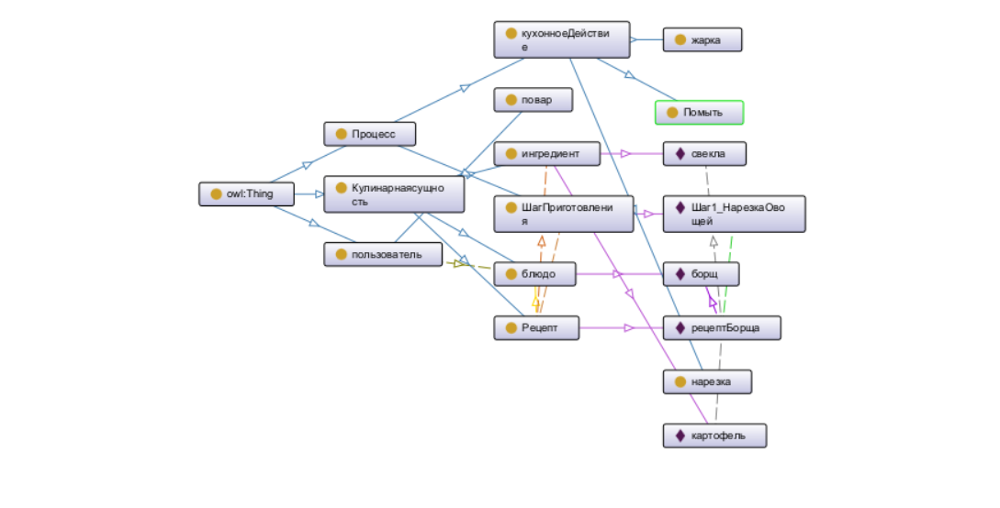 кухонноеДействи
е
жарка
повар
Помыть
Процесс
ингредиент
свекла
owl:Thing
Кулинарнаясущно
сть
ШагПриготовлени
я
Шаг1_НарезкаОво
щей
пользователь
блюдо
борщ
Рецепт
рецептБорща
нарезка
картофель